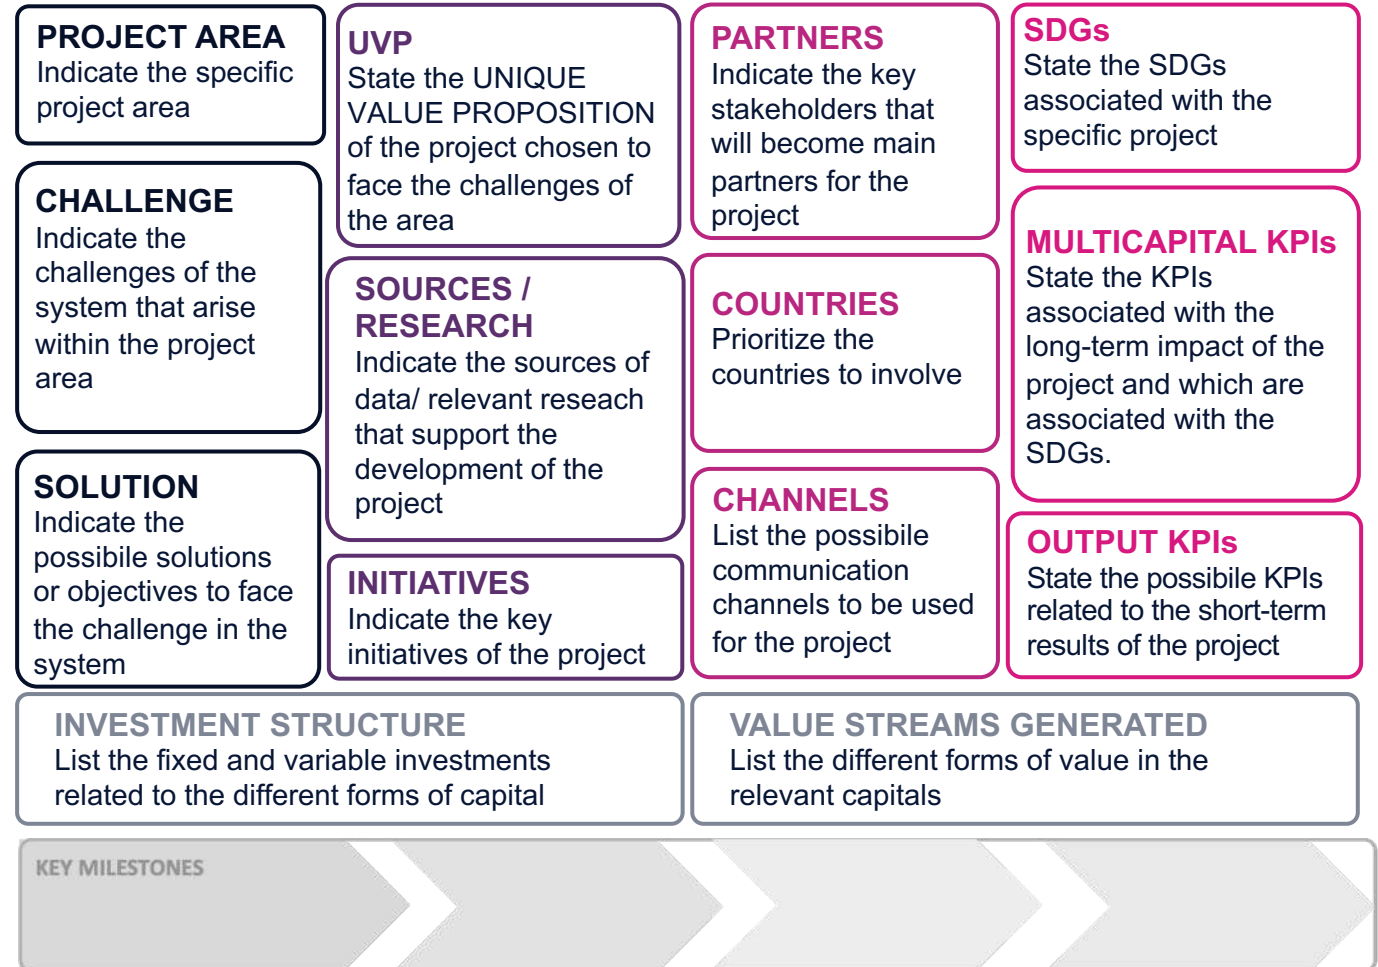 PROJECT AREA
Indicate the specific
project area
CHALLENGE
Indicate the
challenges of the
system that arise
within the project
area
SOLUTION
Indicate the
possibile solutions
or objectives to face
the challenge in the
system
UVP
State the UNIQUE
VALUE PROPOSITION
of the project chosen to
face the challenges of
the area
SOURCES /
RESEARCH
Indicate the sources of
data/ relevant reseach
that support the
development of the
project
INITIATIVES
Indicate the key
initiatives of the project
PARTNERS
Indicate the key
stakeholders that
will become main
partners for the
project
COUNTRIES
Prioritize the
countries to involve
CHANNELS
List the possibile
communication
channels to be used
for the project
SDGs
State the SDGs
associated with the
specific project
MULTICAPITAL KPIs
State the KPIs
associated with the
long-term impact of the
project and which are
associated with the
SDGs.
OUTPUT KPIs
State the possibile KPIs
related to the short-term
results of the project
INVESTMENT STRUCTURE
List the fixed and variable investments
related to the different forms of capital
VALUE STREAMS GENERATED
List the different forms of value in the
relevant capitals
KEY MILESTONES